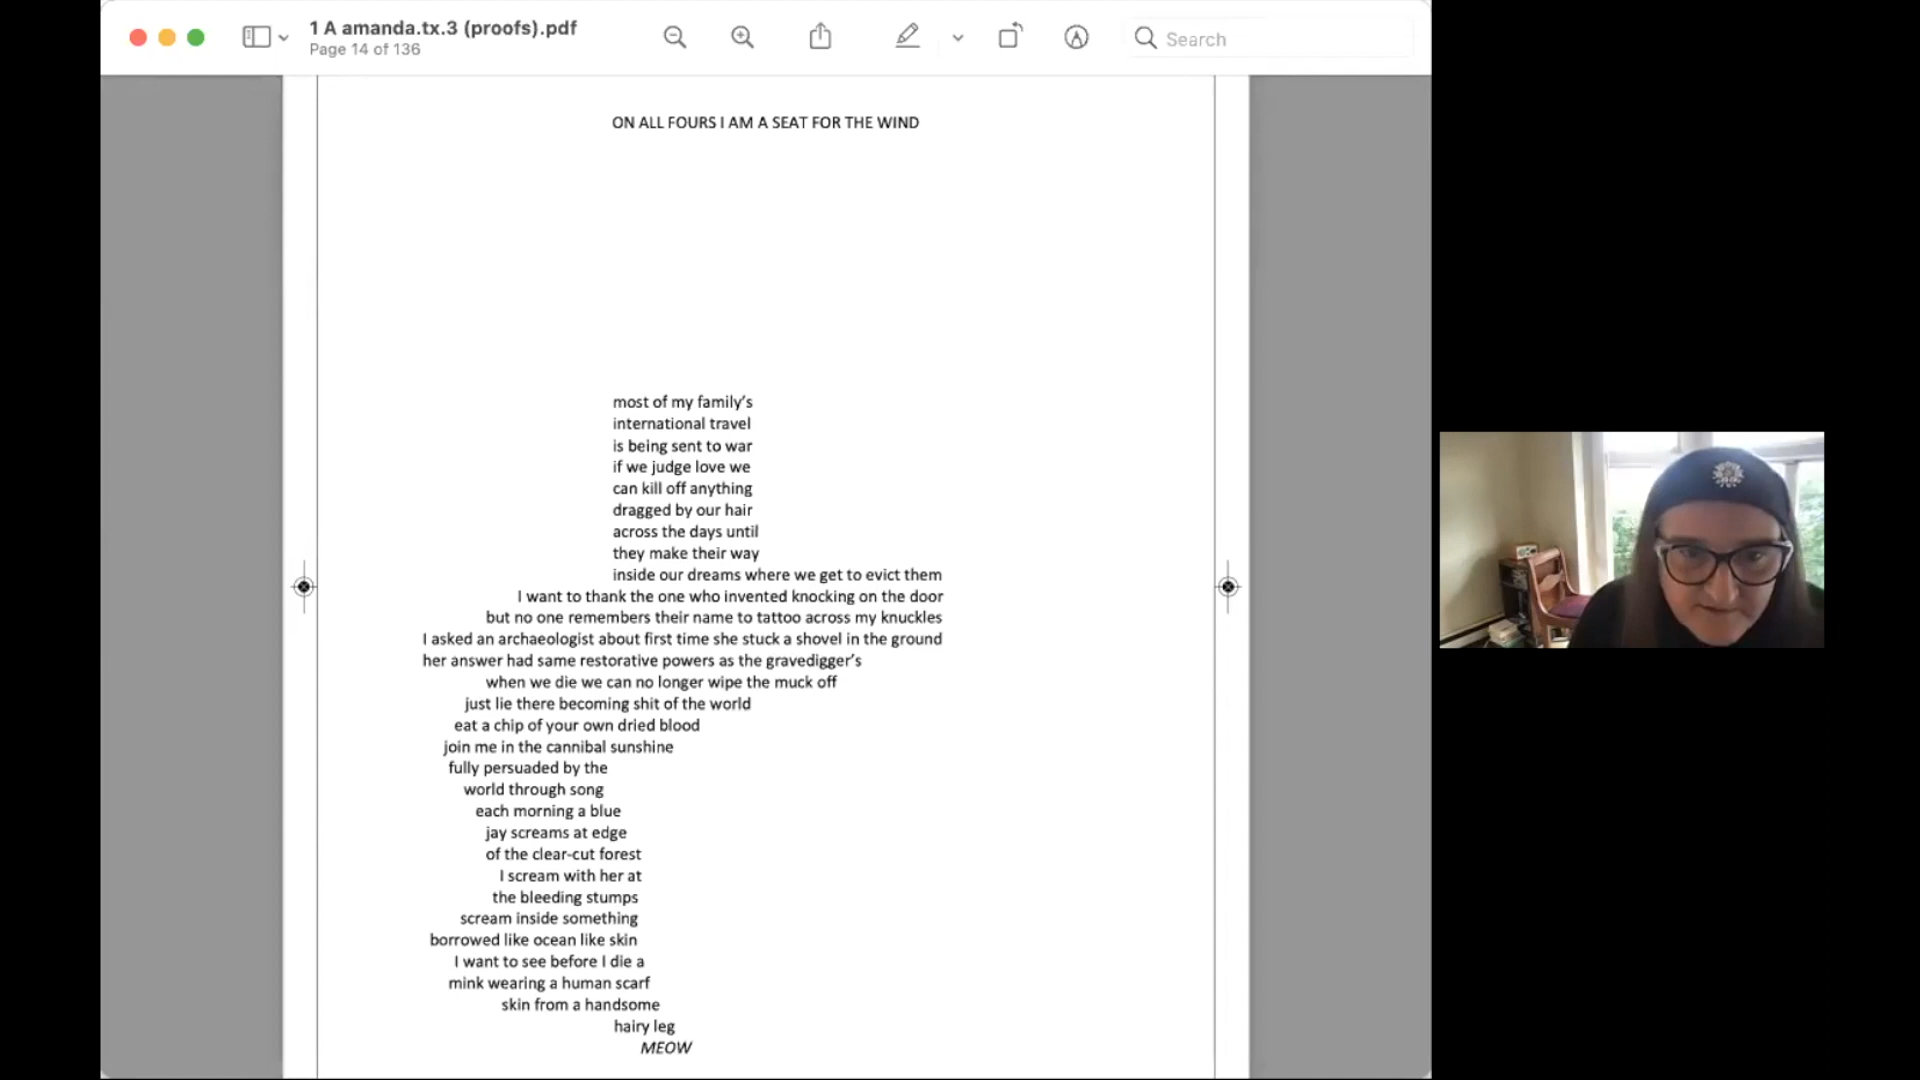 1 A amanda.tx.3 (proofs).pdf
Page 14 of 136
Search
ON ALL FOURS I AM A SEAT FOR THE WIND
most of my family's
international travel
is being sent to war
if we judge love we
can kill off anything
dragged by our hair
across the days until
they make their way
inside our dreams where we get to evict them
I want to thank the one who invented knocking on the door
but no one remembers their name to tattoo across my knuckles
I asked an archaeologist about first time she stuck a shovel in the ground
her answer had same restorative powers as the gravedigger's
when we die we can no longer wipe the muck off
just lie there becoming shit of the world
eat a chip of your own dried blood
join me in the cannibal sunshine
fully persuaded by the
world through song
each morning a blue
jay screams at edge
of the clear-cut forest
I scream with her at
the bleeding stumps
scream inside something
borrowed like ocean like skin
I want to see before I die a
mink wearing a human scarf
skin from a handsome
hairy leg
MEOW